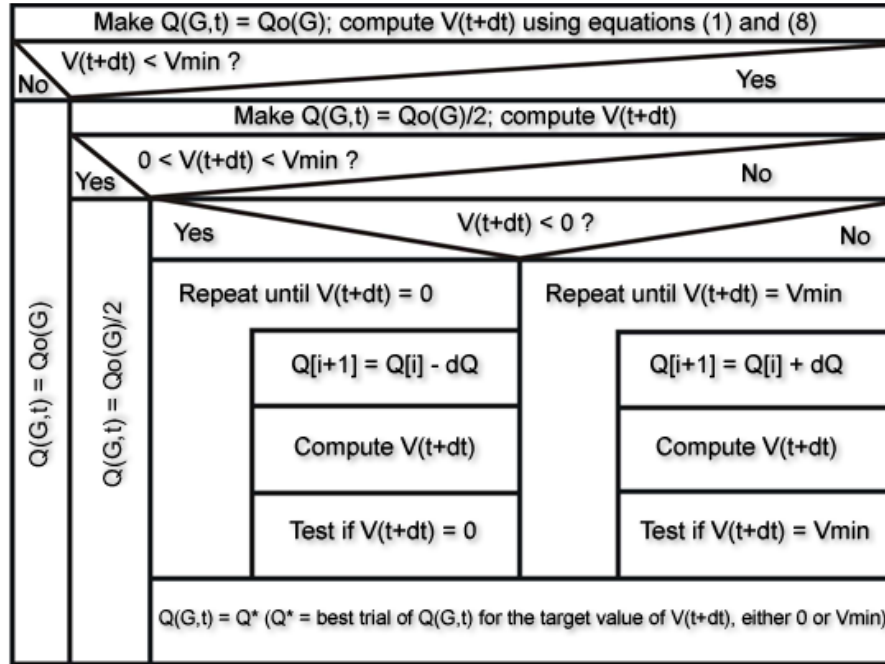 Make Q(G,t) = Qo(G); compute V(t+dt) using equations (1) and (8)
V(t+dt) < Vmin ?
No
Yes
Make Q(G,t) = Qo(G)/2; compute V(t+dt)
0 < V(t+dt) < Vmin ?
Yes
No
V(t+dt) < 0 ?
Yes
No
Q(G,t) = Qo(G)
Q(G,t) = Qo(G)/2
Repeat until V(t+dt) = 0
Q[i+1] = Q[i] - dQ
Compute V(t+dt)
Test if V(t+dt) = 0
Repeat until V(t+dt) = Vmin
Q[i+1] = Q[i] + dQ
Compute V(t+dt)
Test if V(t+dt) = Vmin
Q(G,t) = Q* (Q* = best trial of Q(G,t) for the target value of V(t+dt), either 0 or Vmin)